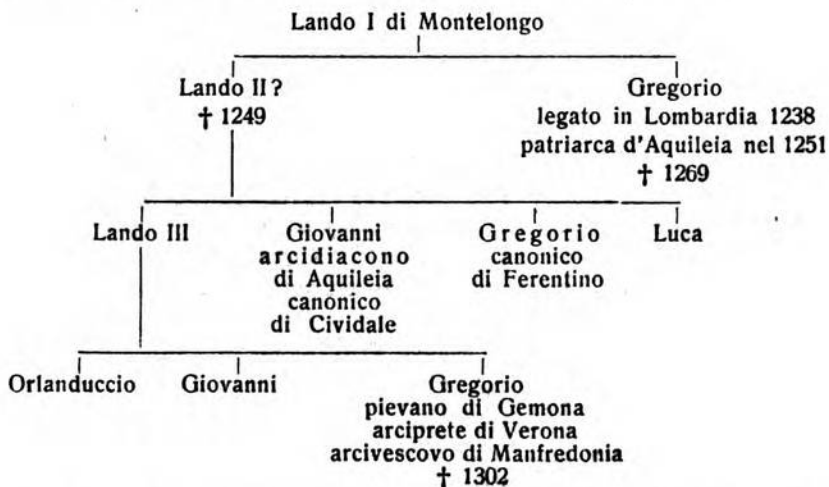 Lando I di Montelongo
Lando II?
† 1249
Gregorio
legato in Lombardia 1238
patriarca d'Aquileia nel 1251
† 1269
Lando III
Giovanni
arcidiacono
di Aquileia
canonico
di Cividale
Gregorio
canonico
di Ferentino
Luca
Orlanduccio
Giovanni
Gregorio
pievano di Gemona
arciprete di Verona
arcivescovo di Manfredonia
† 1302